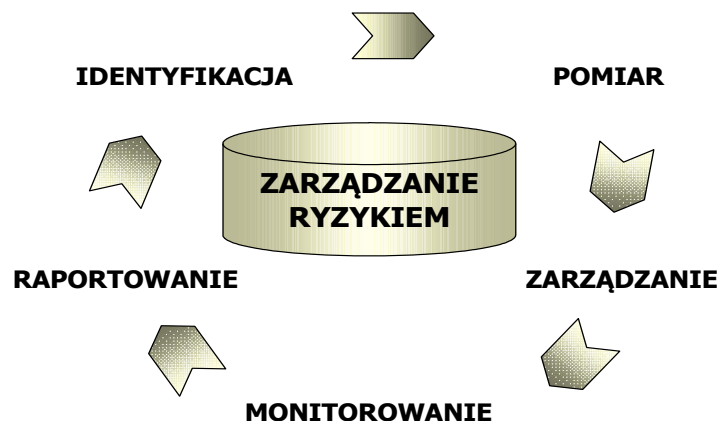 IDENTYFIKACJA
POMIAR
ZARZĄDZANIE
RYZYKIEM
RAPORTOWANIE
ZARZĄDZANIE
MONITOROWANIE